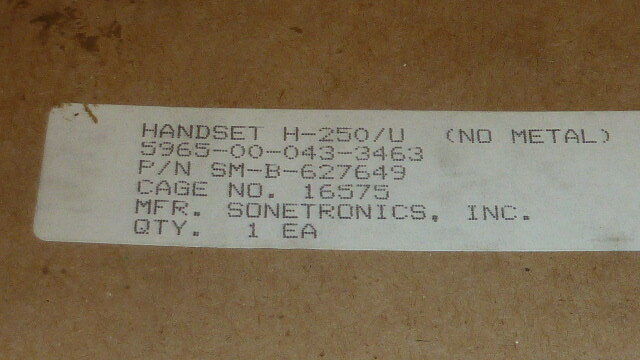 HANDSET H-250/U (NO METAL)
5965-00-043-3463
P/N SM-B-627649
CAGE NO. 16575
MFR. SONETRONICS, INC.
QTY. 1 EA